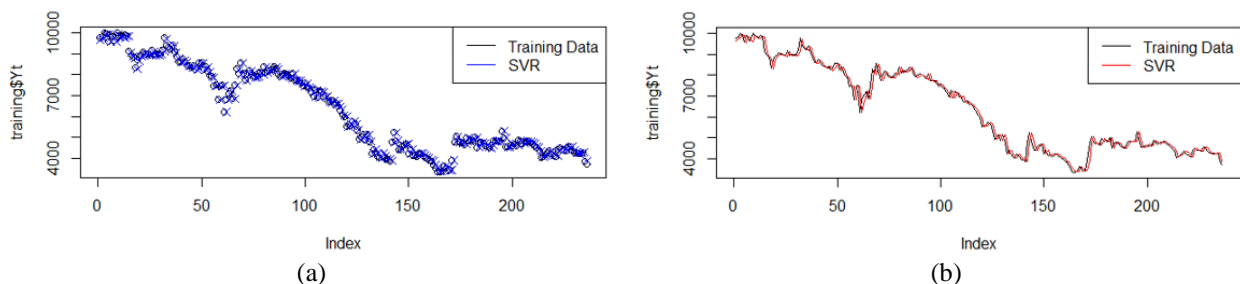 training$Yt
10000
7000
4000
Training Data
SVR
0 50 100 150 200
Index
(a)
training$Yt
10000
7000
4000
Training Data
SVR
0 50 100 150 200
Index
(b)